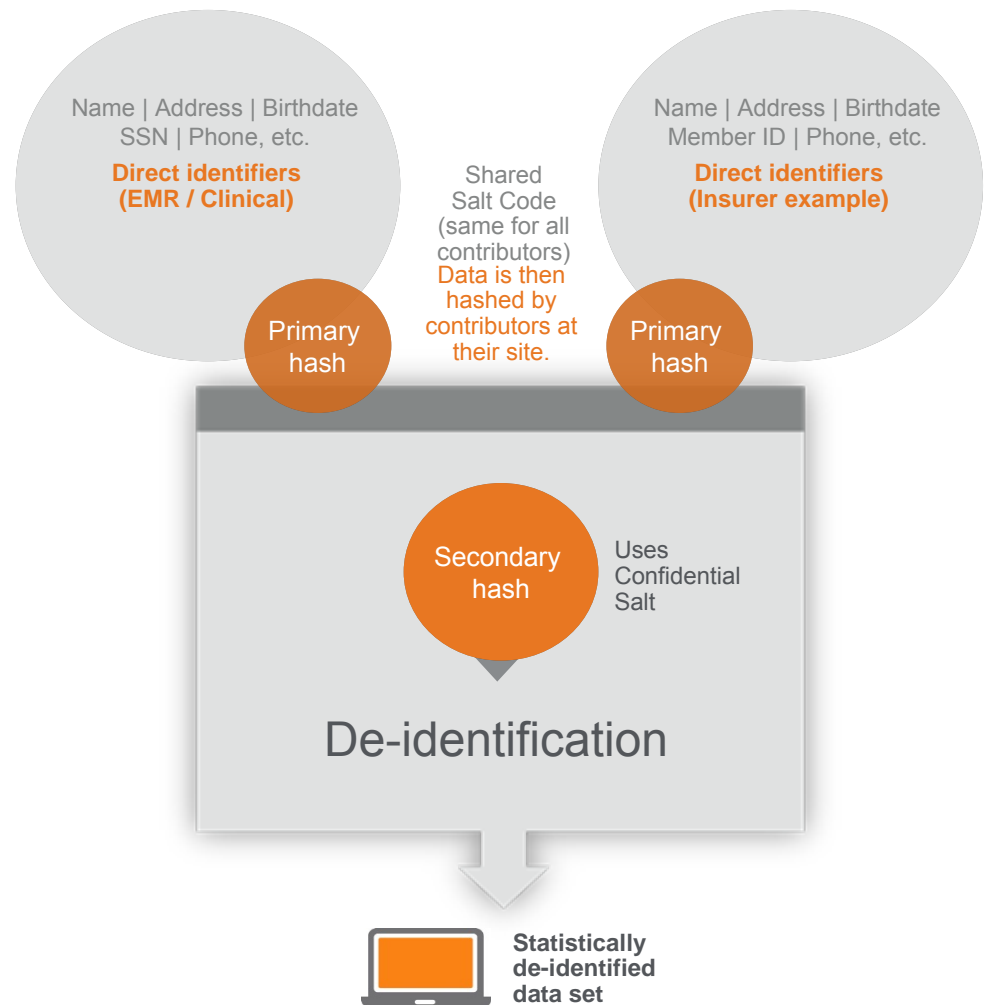 Name | Address | Birthdate
SSN | Phone, etc.
Direct identifiers
(EMR / Clinical)
Name | Address | Birthdate
Member ID | Phone, etc.
Direct identifiers
(Insurer example)
Shared
Salt Code
(same for all
contributors)
Data is then
hashed by
contributors at
their site.
Primary
hash
Primary
hash
Secondary
hash
Uses
Confidential
Salt
De-identification
Statistically
de-identified
data set